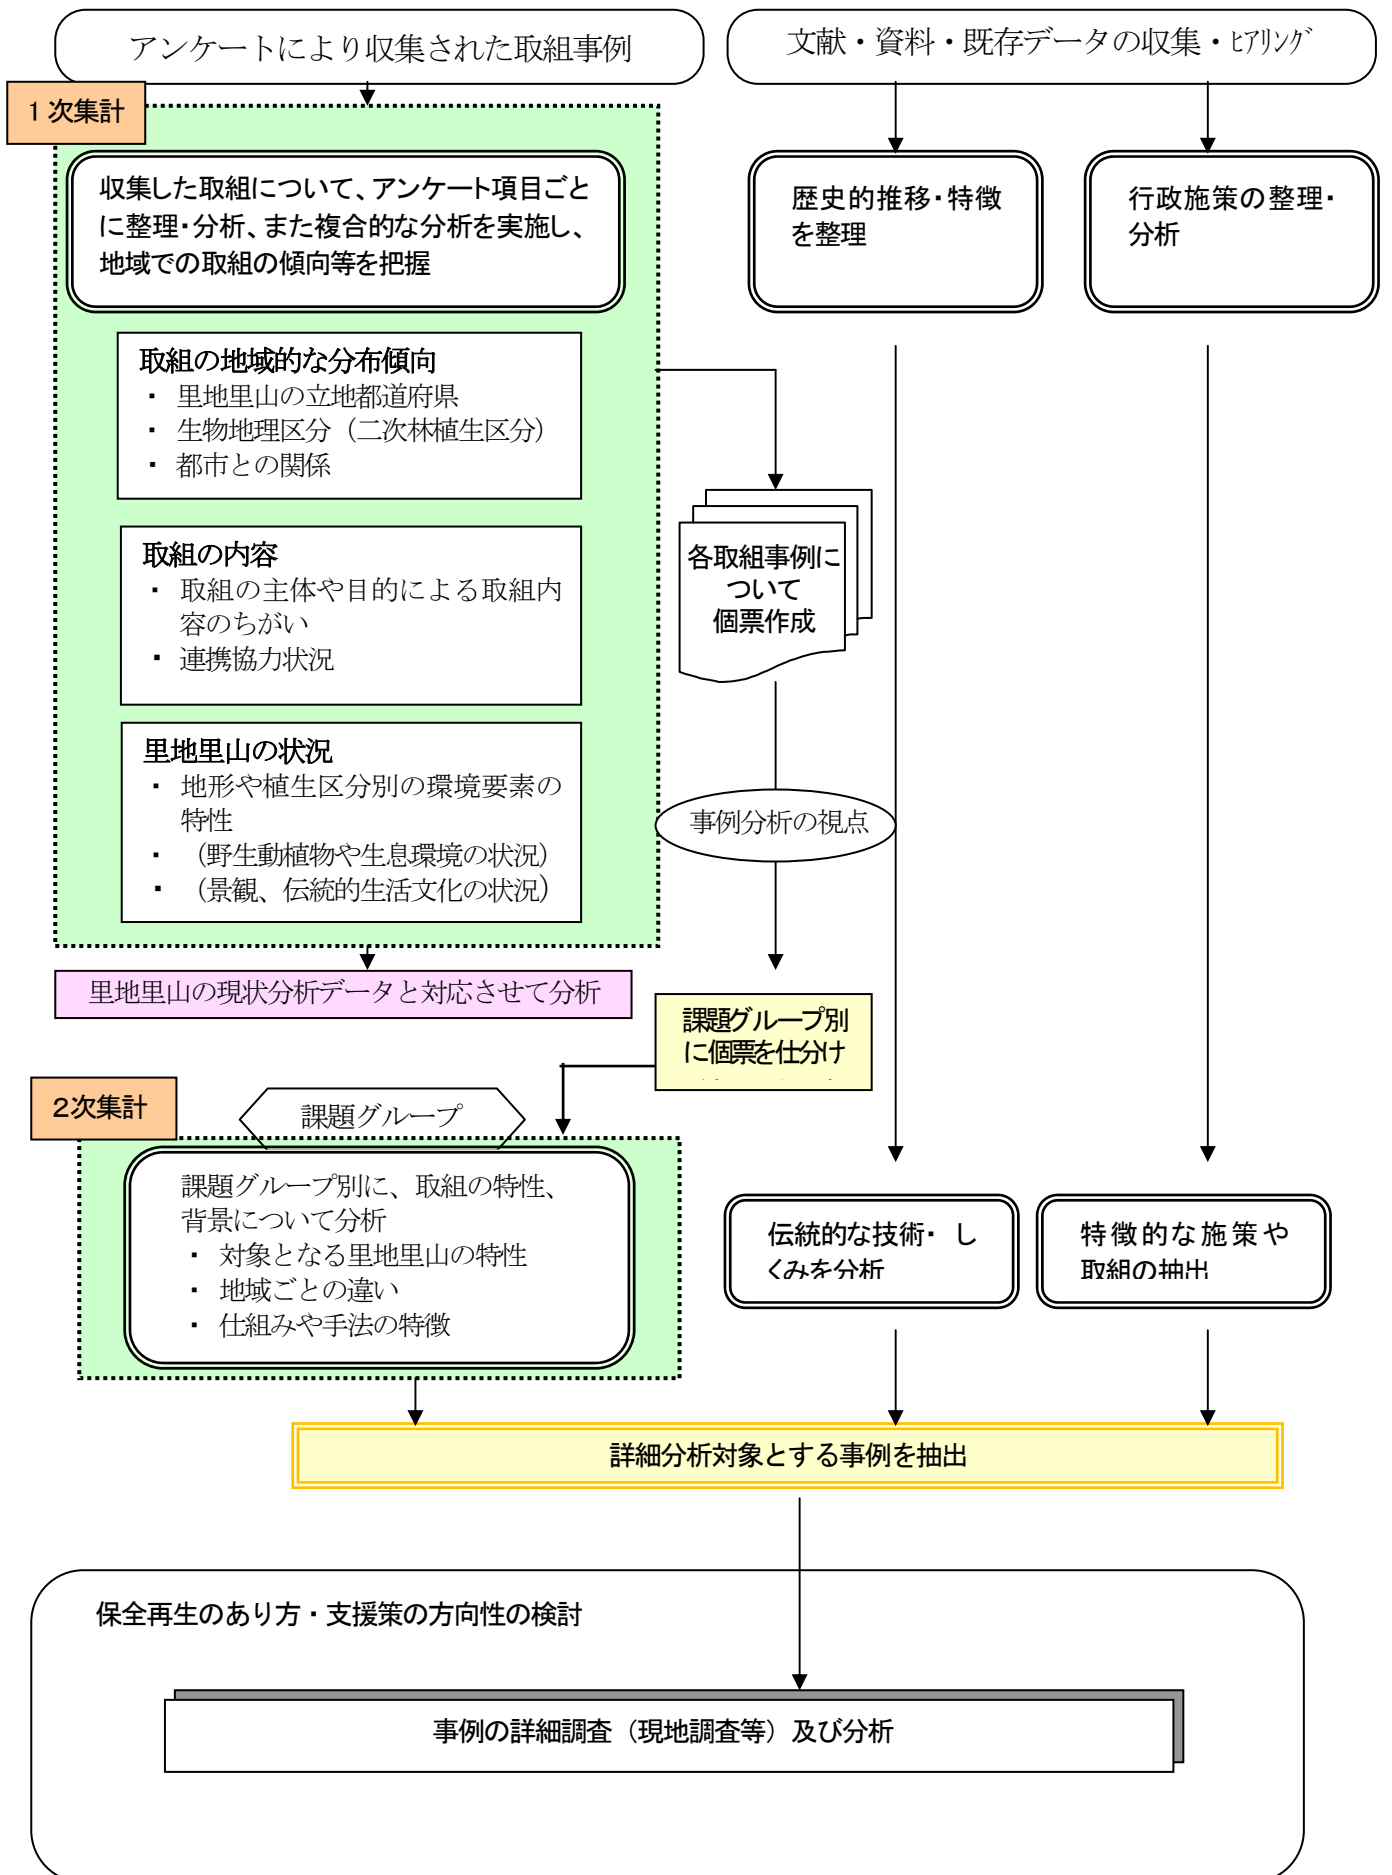 アンケートにより収集された取組事例
文献・資料・既存データの収集・ﾋｱﾘﾝｸﾞ
1次集計
収集した取組について、アンケート項目ごと
に整理・分析、また複合的な分析を実施し、
地域での取組の傾向等を把握
歴史的推移・特徴
を整理
行政施策の整理・
分析
取組の地域的な分布傾向
・ 里地里山の立地都道府県
・ 生物地理区分（二次林植生区分）
・ 都市との関係
取組の内容
・ 取組の主体や目的による取組内
容のちがい
・ 連携協力状況
各取組事例に
ついて
個票作成
里地里山の状況
・ 地形や植生区分別の環境要素の
特性
・ （野生動植物や生息環境の状況）
・ （景観、伝統的生活文化の状況）
事例分析の視点
里地里山の現状分析データと対応させて分析
課題グループ別
に個票を仕分け
2次集計
課題グループ
課題グループ別に、取組の特性、
背景について分析
・ 対象となる里地里山の特性
・ 地域ごとの違い
・ 仕組みや手法の特徴
伝統的な技術・ し
くみを分析
特徴的な施策や
取組の抽出
詳細分析対象とする事例を抽出
保全再生のあり方・支援策の方向性の検討
事例の詳細調査（現地調査等）及び分析